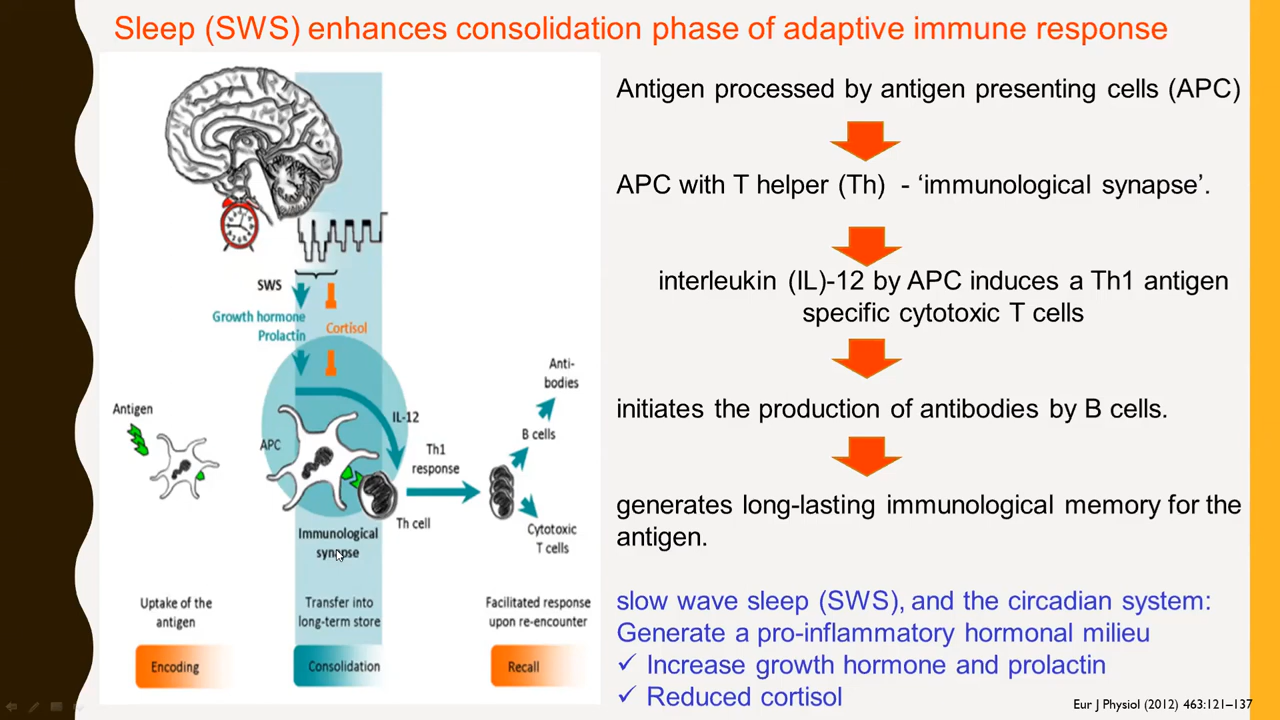 Sleep (SWS) enhances consolidation phase of adaptive immune response
SWS
Growth hormone
Prolactin
Cortisol
Antigen
APC
IL-12
Th1
response
Th cell
Anti-
bodies
B cells
Cytotoxic
T cells
Immunological
synapse
Uptake of the
antigen
Transfer into
long-term store
Facilitated response
upon re-encounter
Encoding
Consolidation
Recall
Antigen processed by antigen presenting cells (APC)
APC with T helper (Th) - ‘immunological synapse’.
interleukin (IL)-12 by APC induces a Th1 antigen
specific cytotoxic T cells
initiates the production of antibodies by B cells.
generates long-lasting immunological memory for the
antigen.
slow wave sleep (SWS), and the circadian system:
Generate a pro-inflammatory hormonal milieu
✓ Increase growth hormone and prolactin
✓ Reduced cortisol
Eur J Physiol (2012) 463:121–137